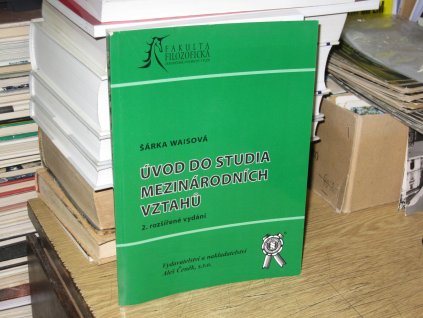 FAKULTA
FILOZOFICKÁ
ŠÁRKA WAISOVÁ
ÚVOD DO STUDIA
MEZINÁRODNÍCH
VZTAHŮ
2. rozšířené vydání
Vydavatelství a nakladatelství
Aleš Čeněk, s.r.o.